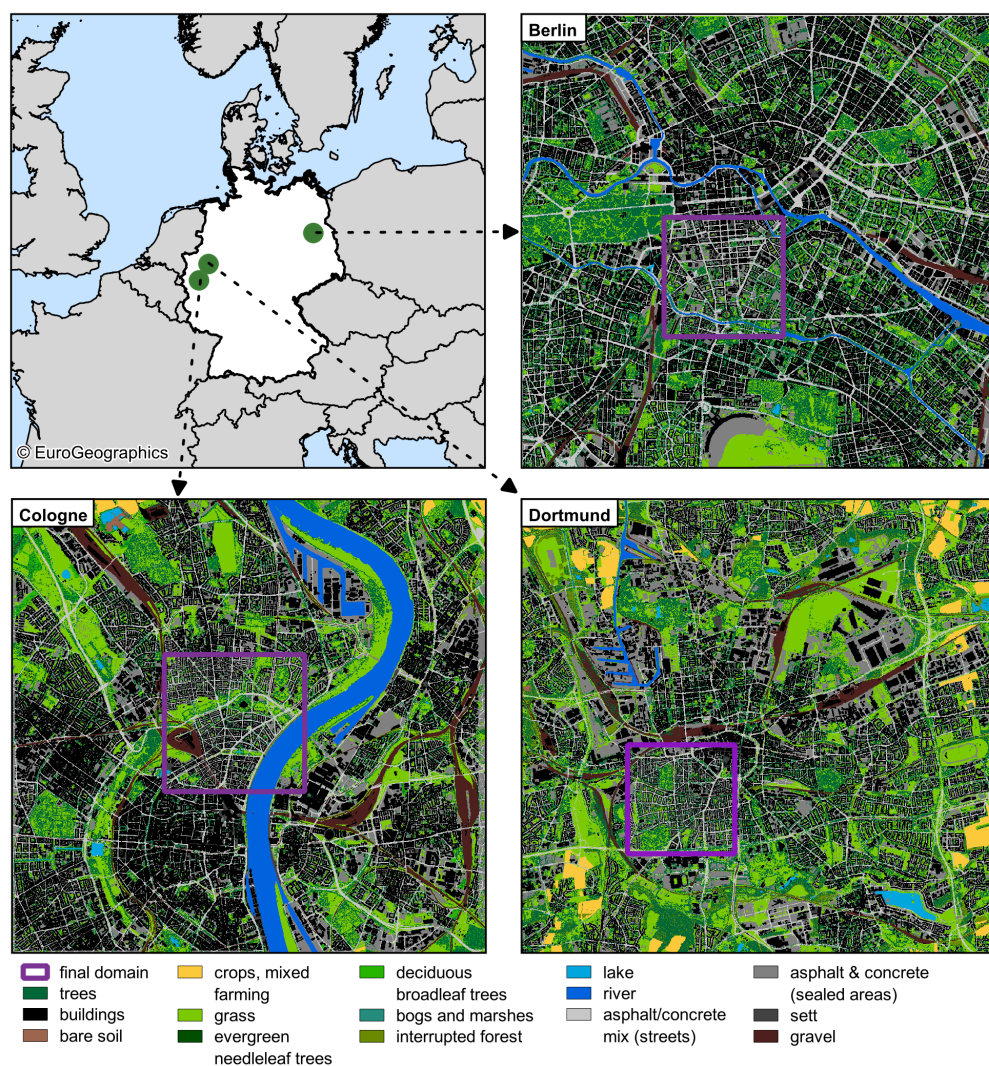 Berlin
© EuroGeographics
Cologne
Dortmund
final domain
trees
buildings
bare soil
crops, mixed
farming
grass
evergreen
needleleaf trees
deciduous
broadleaf trees
bogs and marshes
interrupted forest
lake
river
asphalt/concrete
mix (streets)
asphalt & concrete
(sealed areas)
sett
gravel